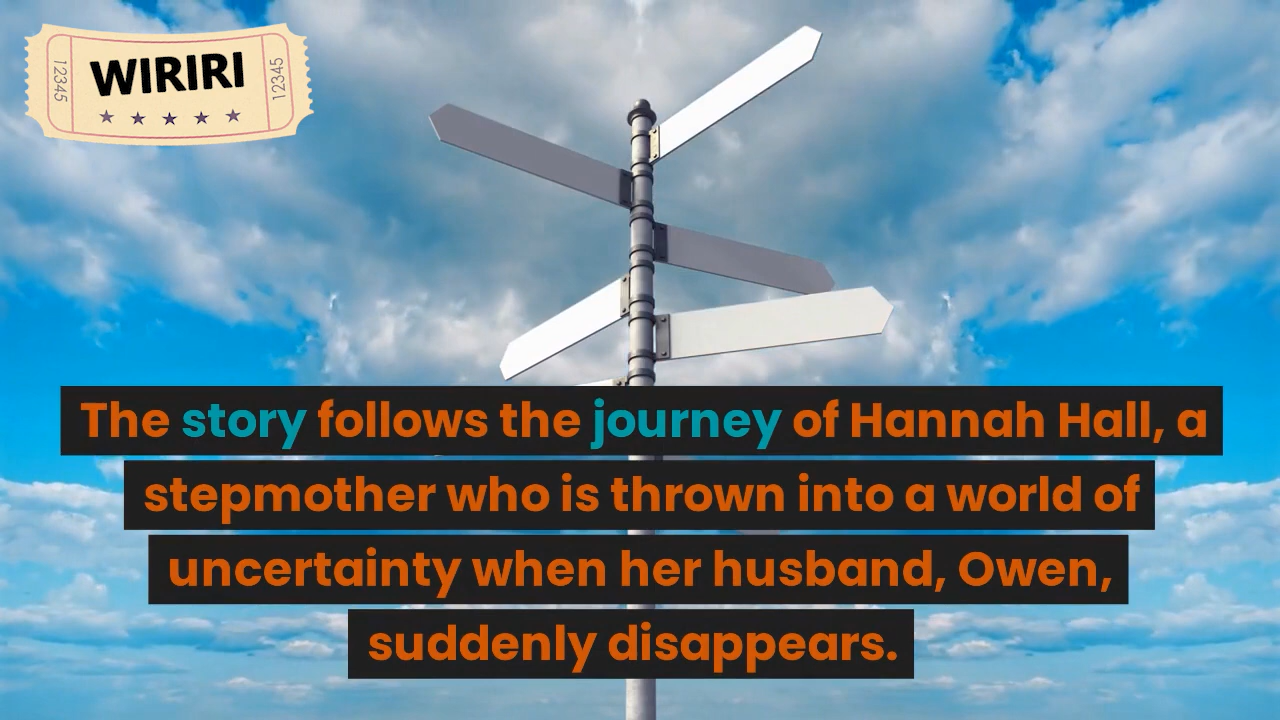 WIRIRI
12345
12345
The story follows the journey of Hannah Hall, a
stepmother who is thrown into a world of
uncertainty when her husband, Owen,
suddenly disappears.